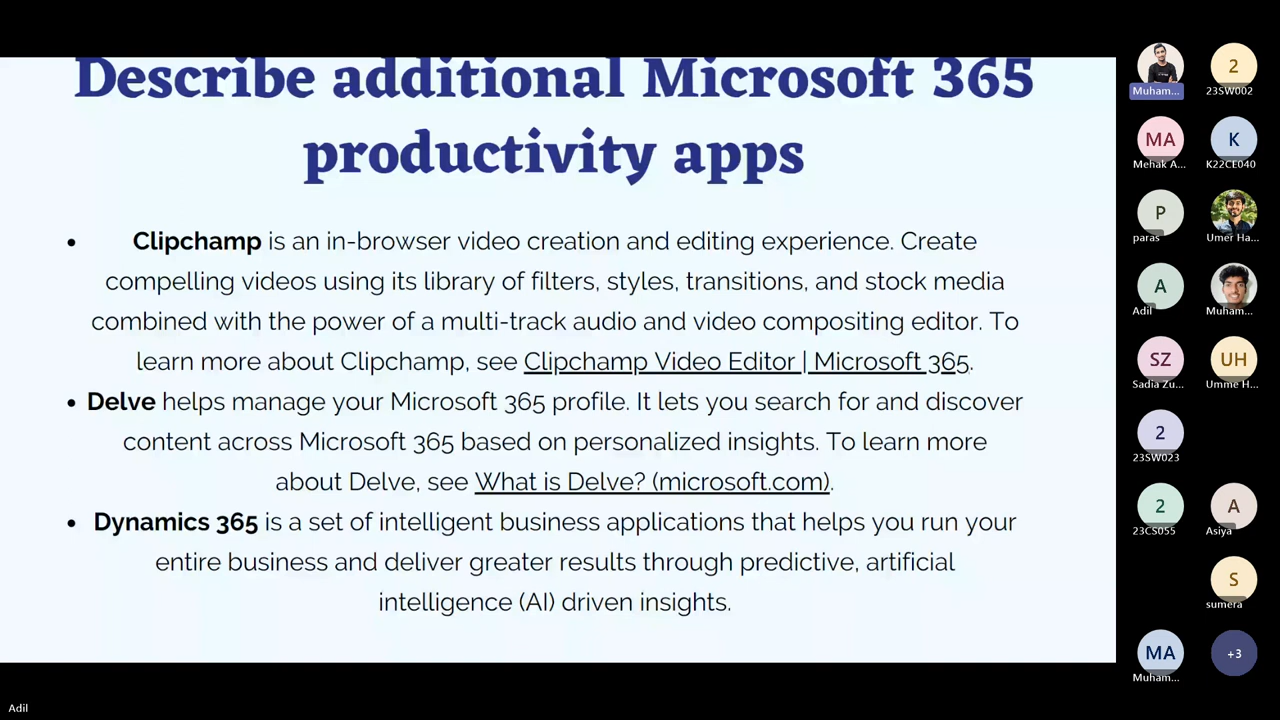 Describe additional Microsoft 365
productivity apps
Clipchamp is an in-browser video creation and editing experience. Create
compelling videos using its library of filters, styles, transitions, and stock media
combined with the power of a multi-track audio and video compositing editor. To
learn more about Clipchamp, see Clipchamp Video Editor | Microsoft 365.
Delve helps manage your Microsoft 365 profile. It lets you search for and discover
content across Microsoft 365 based on personalized insights. To learn more
about Delve, see What is Delve? (microsoft.com).
Dynamics 365 is a set of intelligent business applications that helps you run your
entire business and deliver greater results through predictive, artificial
intelligence (AI) driven insights.
Muham...
2
23SW002
MA
Mehak A...
K
K22CE040
P
paras
Umer Ha...
A
Adil
Muham...
SZ
Sadia Zu...
UH
Umme H...
2
23SW023
2
23CS055
A
Asiya
S
sumera
MA
Muham...
+3
Adil